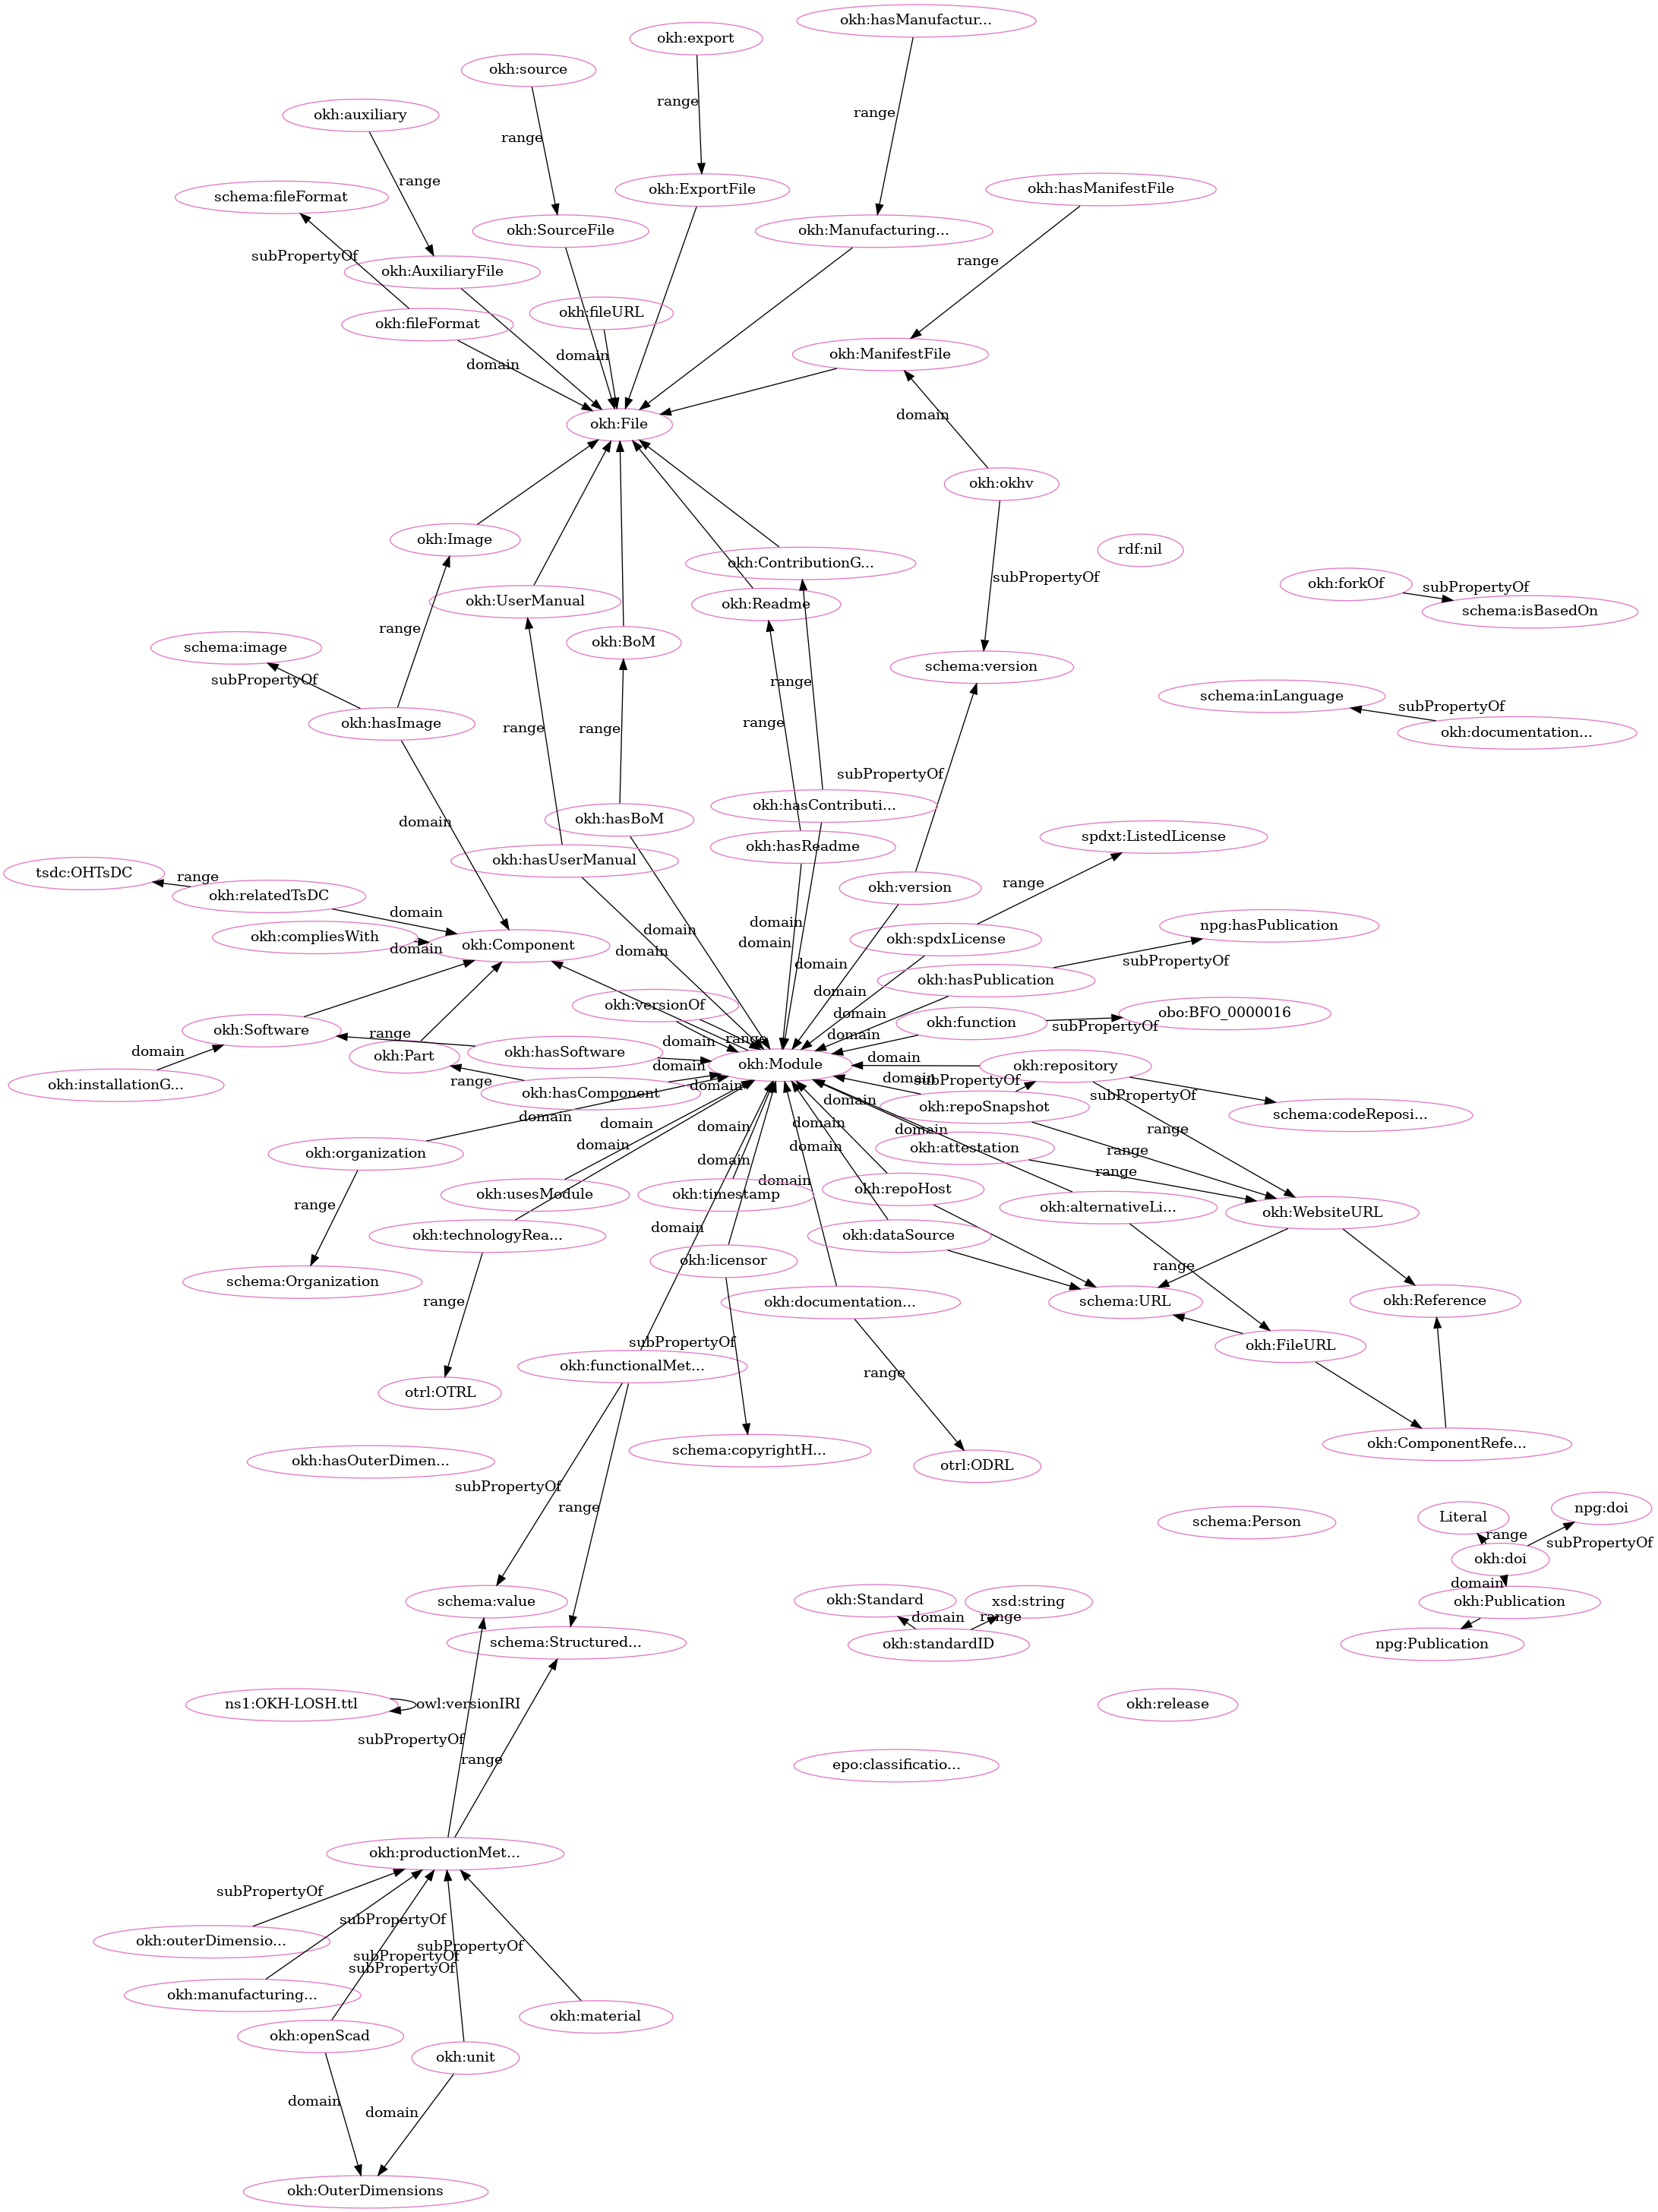 okh:hasManufactur...
okh:export
okh:source
range
okh:auxiliary
range
range
range
schema:fileFormat
okh:ExportFile
okh:hasManifestFile
okh:SourceFile
okh:Manufacturing...
subPropertyOf
range
okh:AuxiliaryFile
okh:fileURL
okh:fileFormat
domain
domain
okh:ManifestFile
domain
okh:File
okh:okhv
okh:Image
rdf:nil
okh:ContributionG...
subPropertyOf
okh:forkOf
subPropertyOf
okh:UserManual
okh:Readme
schema:isBasedOn
range
okh:BoM
schema:image
schema:version
subPropertyOf
range
schema:inLanguage
subPropertyOf
okh:hasImage
range
range
range
okh:documentation...
subPropertyOf
okh:hasContributi...
domain
okh:hasBoM
spdxt:ListedLicense
okh:hasReadme
okh:hasUserManual
tsdc:OHTsDC
range
okh:relatedTsDC
okh:version
range
domain
domain
domain
npg:hasPublication
okh:compliesWith
domain
okh:Component
domain
domain
okh:spdxLicense
domain
subPropertyOf
okh:hasPublication
domain
okh:versionOf
domain
obo:BFO_0000016
okh:Software
okh:function
subPropertyOf
range
domain
range
domain
domain
okh:Part
okh:hasSoftware
domain
okh:Module
domain
okh:repository
okh:installationG...
range
okh:hasComponent
domain
domain
subPropertyOf
subPropertyOf
okh:repoSnapshot
schema:codeReposi...
domain
domain
domain
domain
domain
domain
domain
range
okh:organization
domain
domain
okh:attestation
range
range
domain
domain
okh:usesModule
okh:timestamp
okh:repoHost
range
okh:alternativeLi...
okh:WebsiteURL
okh:technologyRea...
domain
okh:dataSource
okh:licensor
range
schema:Organization
range
okh:documentation...
schema:URL
okh:Reference
subPropertyOf
okh:FileURL
okh:functionalMet...
range
otrl:OTRL
schema:copyrightH...
okh:ComponentRefe...
okh:hasOuterDimen...
otrl:ODRL
subPropertyOf
range
schema:Person
Literal
npg:doi
range
subPropertyOf
okh:doi
domain
schema:value
okh:Standard
xsd:string
okh:Publication
domain
range
schema:Structured...
okh:standardID
npg:Publication
ns1:OKH-LOSH.ttl
owl:versionIRI
okh:release
subPropertyOf
range
epo:classificatio...
okh:productionMet...
subPropertyOf
subPropertyOf
okh:outerDimensio...
subPropertyOf
subPropertyOf
subPropertyOf
okh:manufacturing...
okh:material
okh:openScad
okh:unit
domain
domain
okh:OuterDimensions